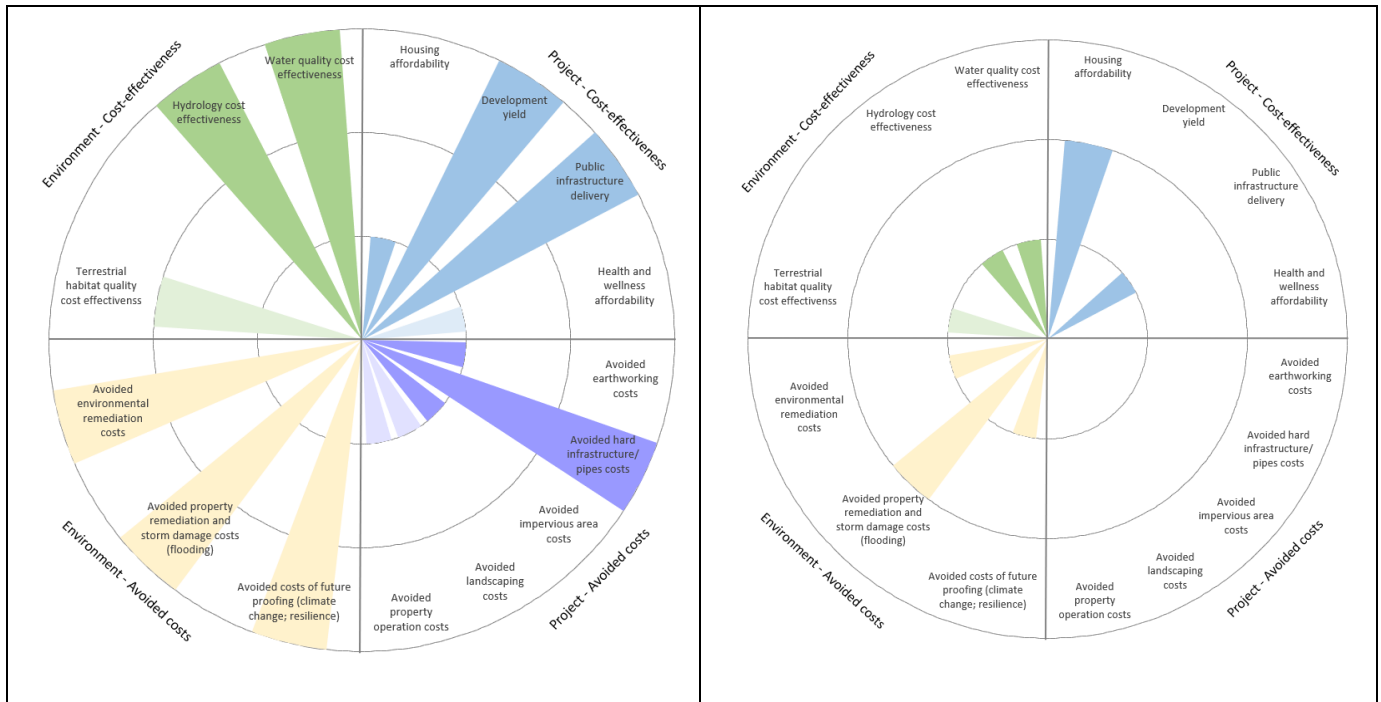 Environment - Cost-effectiveness
Water quality cost
effectiveness
Housing
affordability
Project - Cost-effectiveness
Hydrology cost
effectiveness
Development
yield
Public
infrastructure
delivery
Terrestrial
habitat quality
cost effectivenss
Health and
wellness
affordability
Avoided
environmental
remediation
costs
Avoided
earthworking
costs
Avoided hard
infrastructure/
pipes costs
Avoided property
remediation and
storm damage costs
(flooding)
Avoided
impervious area
costs
Avoided
landscaping
costs
Avoided costs of future
proofing (climate
change; resilience)
Avoided
property
operation costs
Environment - Avoided costs
Project - Avoided costs
Environment - Cost-effectiveness
Water quality cost
effectiveness
Housing
affordability
Project - Cost-effectiveness
Hydrology cost
effectiveness
Development
yield
Public
infrastructure
delivery
Terrestrial
habitat quality
cost effectivenss
Health and
wellness
affordability
Avoided
environmental
remediation
costs
Avoided
earthworking
costs
Avoided hard
infrastructure/
pipes costs
Avoided property
remediation and
storm damage costs
(flooding)
Avoided
impervious area
costs
Avoided
landscaping
costs
Avoided costs of future
proofing (climate
change; resilience)
Avoided
property
operation costs
Environment - Avoided costs
Project - Avoided costs